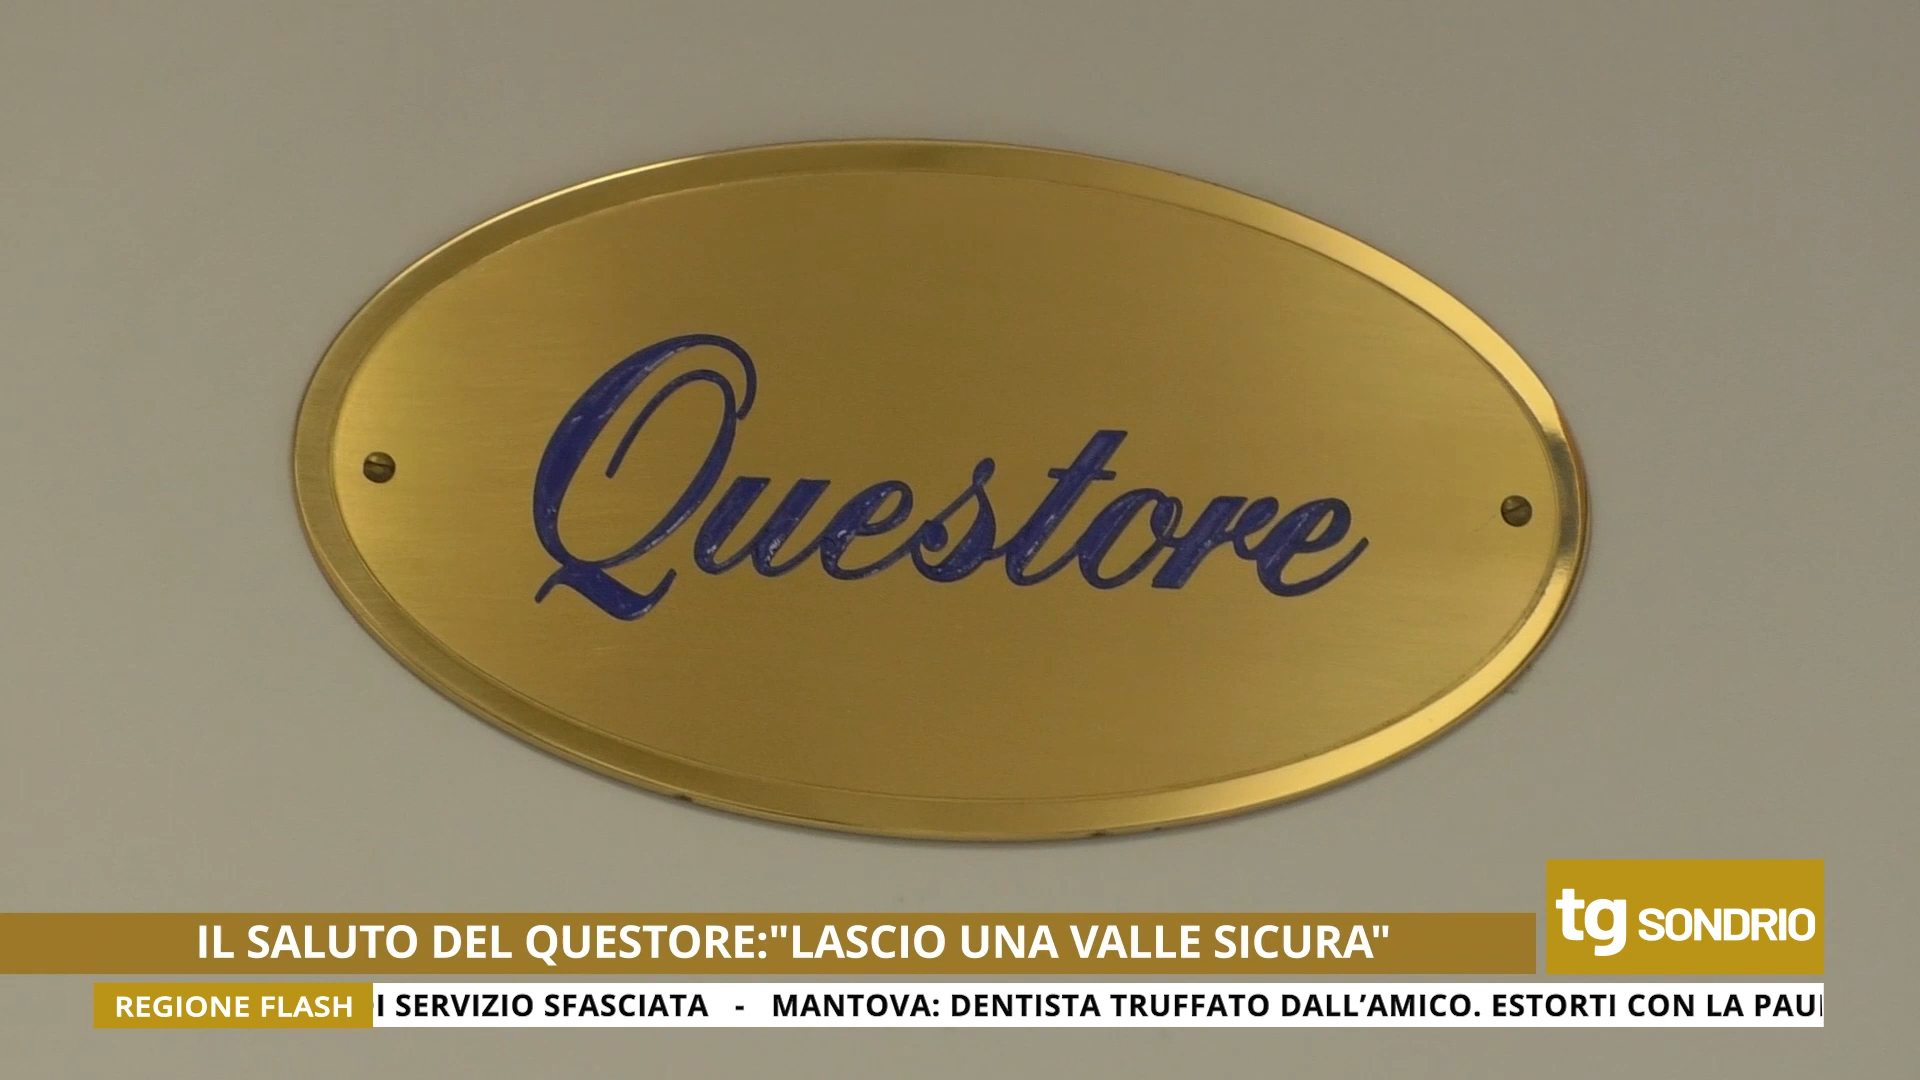 Questore
IL SALUTO DEL QUESTORE:"LASCIO UNA VALLE SICURA"
tg SONDRIO
REGIONE FLASH
SERVIZIO SFASCIATA - MANTOVA: DENTISTA TRUFFATO DALL’AMICO. ESTORTI CON LA